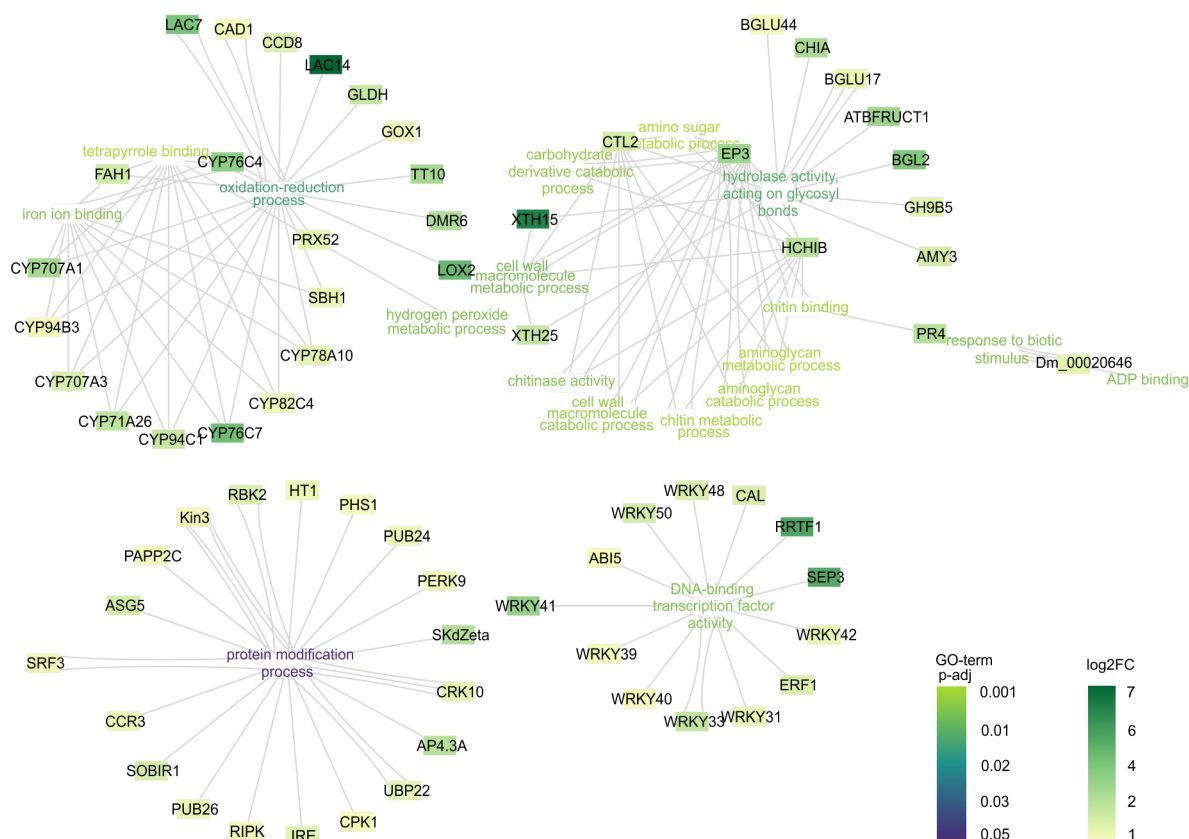 LAC7
CAD1
CCD8
LAC14
GLDH
GOX1
tetrapyrrole binding
CYP76C4
FAH1
TT10
oxidation-reduction
process
iron ion binding
DMR6
PRX52
CYP707A1
LOX2
SBH1
hydrogen peroxide
metabolic process
CYP94B3
CYP78A10
CYP707A3
CYP82C4
CYP71A26
CYP94C1
CYP76C7
BGLU44
CHIA
BGLU17
ATBFRUCT1
amino sugar
metabolic process
CTL2
EP3
carbohydrate
derivative catabolic
process
BGL2
hydrolase activity,
acting on glycosyl
bonds
XTH15
GH9B5
HCHIB
AMY3
cell wall
macromolecule
metabolic process
chitin binding
XTH25
PR4
response to biotic
stimulus
Dm_00020646
ADP binding
aminoglycan
metabolic process
chitinase activity
aminoglycan
catabolic process
cell wall
macromolecule
catabolic process
chitin metabolic
process
HT1
RBK2
PHS1
Kin3
PUB24
PAPP2C
PERK9
ASG5
SKdZeta
protein modification
process
SRF3
CRK10
CCR3
AP4.3A
SOBIR1
UBP22
PUB26
CPK1
RIPK
IRE
WRKY48
CAL
WRKY50
RRTF1
ABI5
SEP3
DNA-binding
transcription factor
activity
WRKY41
WRKY42
WRKY39
ERF1
WRKY40
WRKY33
WRKY31
GO-term
p-adj
0.001
0.01
0.02
0.03
0.05
log2FC
7
6
4
2
1